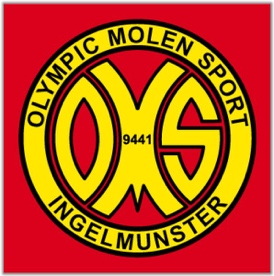 OLYMPIC MOLEN SPORT
OMS
9441
INGELMUNSTER